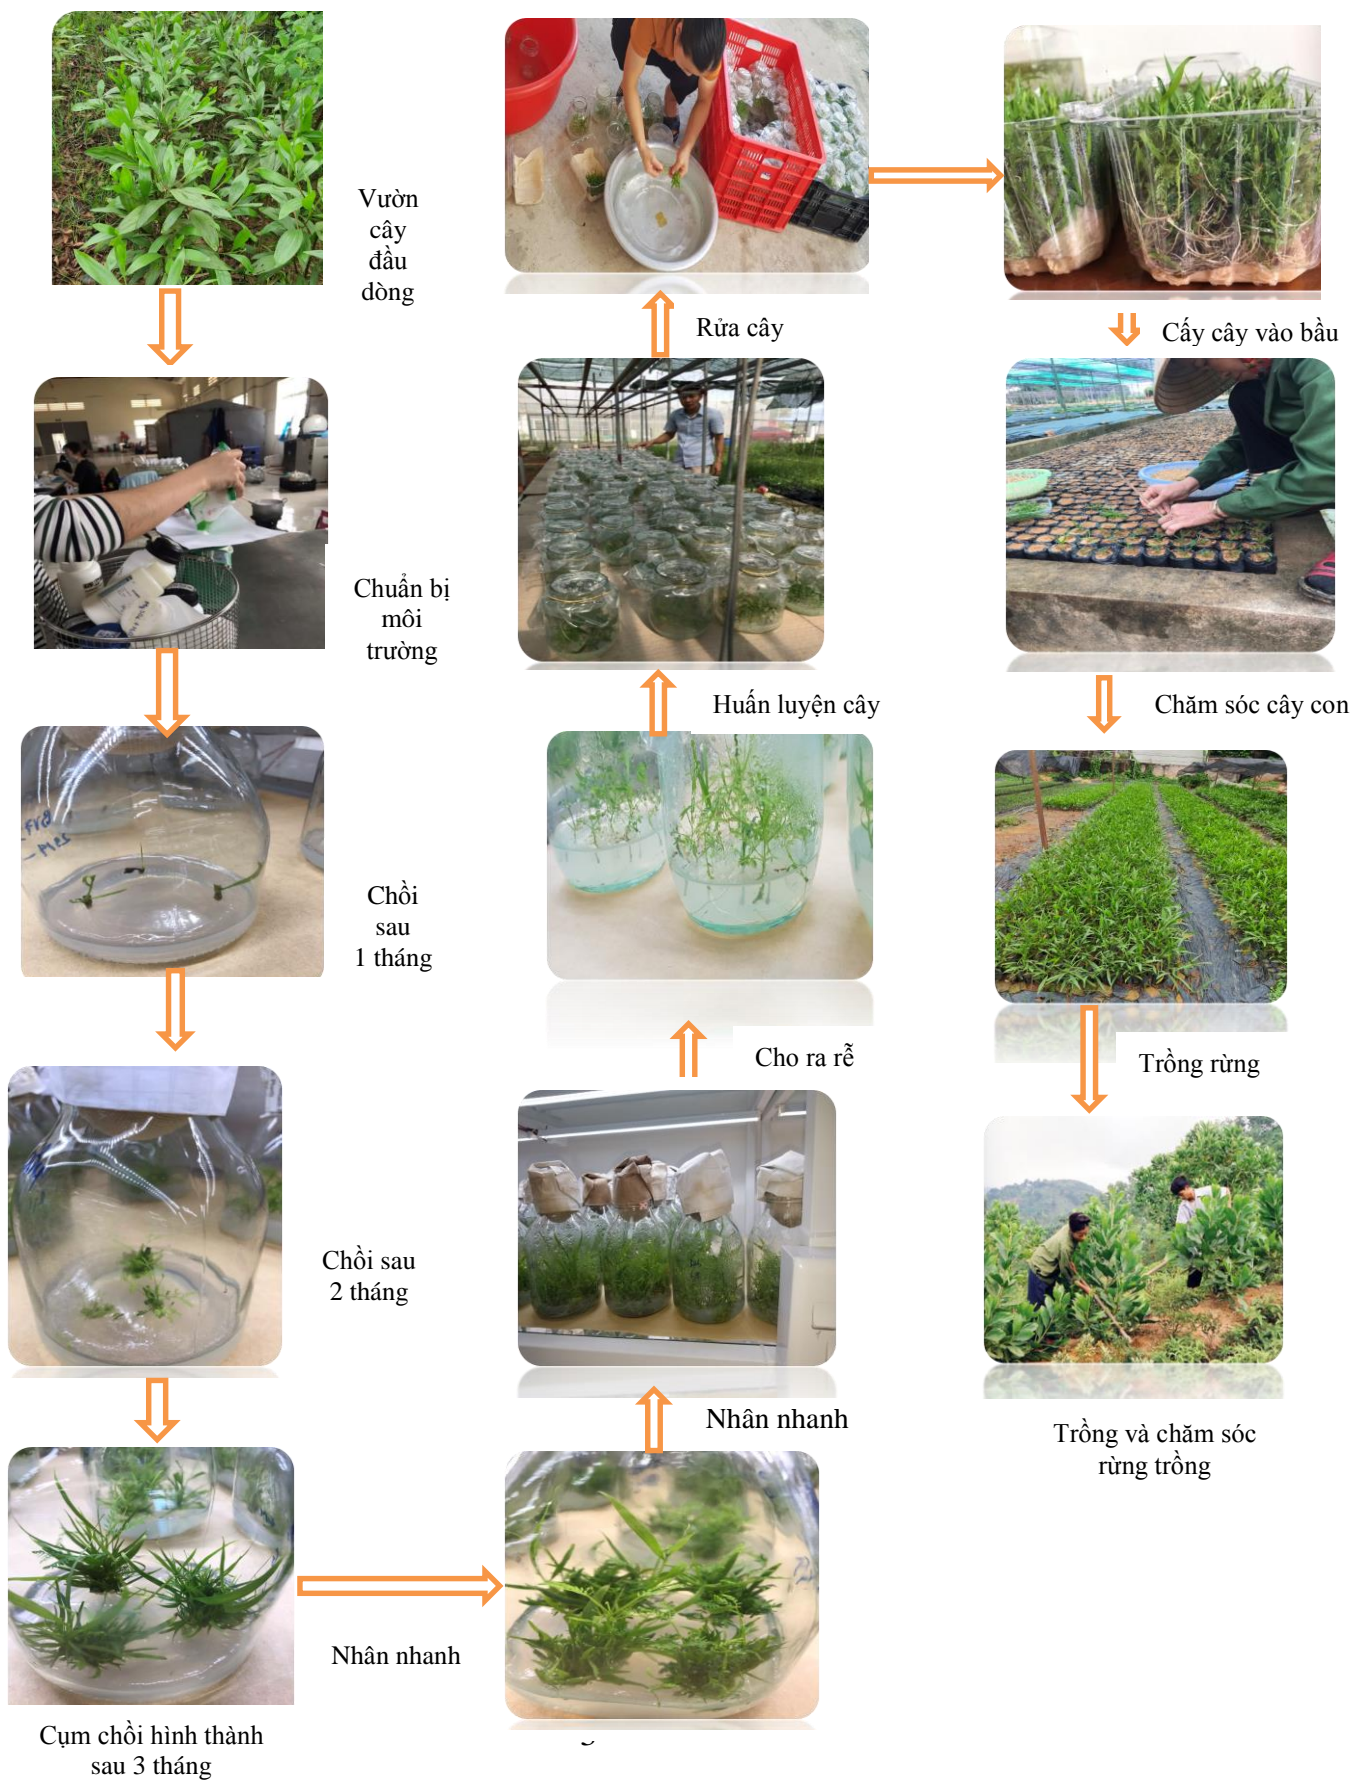 Vườn
cây
đầu
dòng
Chuẩn bị
môi
trường
Chồi
sau
1 tháng
Chồi sau
2 tháng
Cụm chồi hình thành
sau 3 tháng
Nhân nhanh
Nhân nhanh
Cho ra rễ
Huấn luyện cây
Rửa cây
Cấy cây vào bầu
Chăm sóc cây con
Trồng rừng
Trồng và chăm sóc
rừng trồng